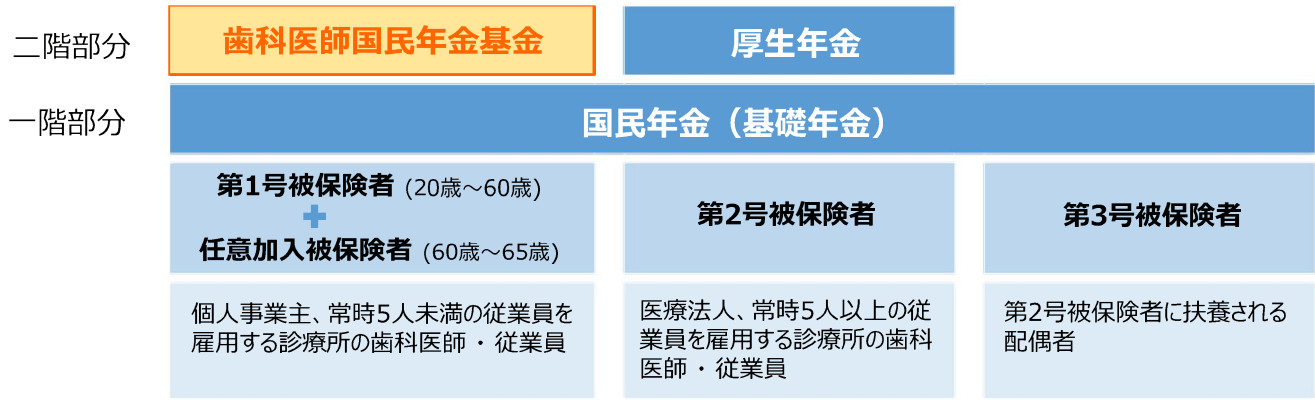 二階部分
歯科医師国民年金基金
厚生年金
一階部分
国民年金（基礎年金）
第1号被保険者 (20歳～60歳)
+
任意加入被保険者 (60歳～65歳)
第2号被保険者
第3号被保険者
個人事業主、常時5人未満の従業員を
雇用する診療所の歯科医師・従業員
医療法人、常時5人以上の従
業員を雇用する診療所の歯科
医師・従業員
第2号被保険者に扶養される
配偶者